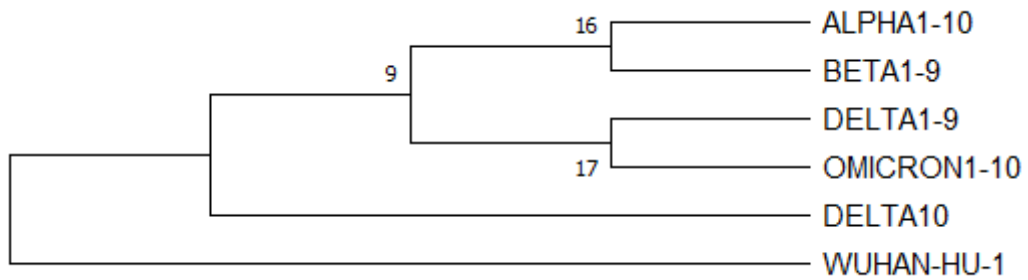 16
ALPHA1-10
BETA1-9
9
DELTA1-9
17
OMICRON1-10
DELTA10
WUHAN-HU-1